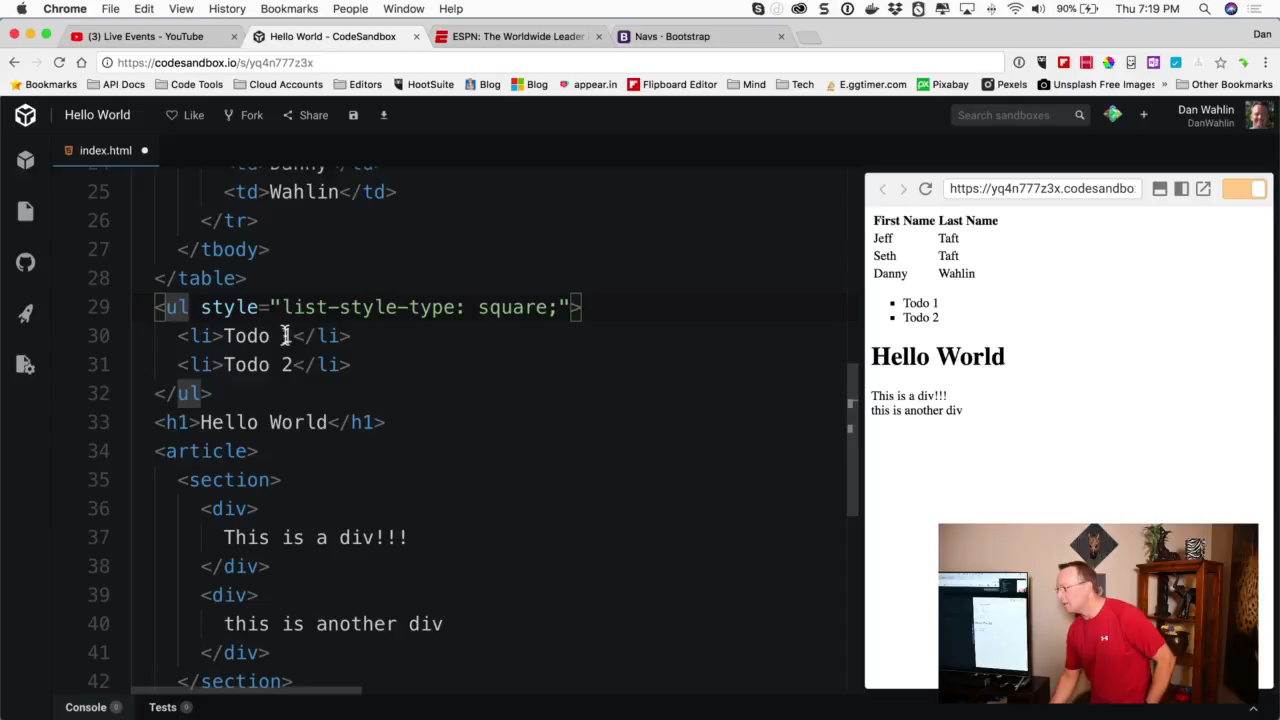 Chrome File Edit View History Bookmarks People Window Help 90% Thu 7:19 PM
(3) Live Events - YouTube × Hello World - CodeSandbox × ESPN: The Worldwide Leader × Navs · Bootstrap × Dan
https://codesandbox.io/s/yq4n777z3x
Bookmarks API Docs Code Tools Cloud Accounts Editors HootSuite Blog Blog appear.in Flipboard Editor Mind Tech E.ggtimer.com Pixabay Pexels Unsplash Free Images » Other Bookmarks
Hello World Like Fork Share Search sandboxes Dan Wahlin
DanWahlin
index.html
25 <td>Wahlin</td>
26 </tr>
27 </tbody>
28 </table>
29 <ul style="list-style-type: square;">
30 <li>Todo 1</li>
31 <li>Todo 2</li>
32 </ul>
33 <h1>Hello World</h1>
34 <article>
35 <section>
36 <div>
37 This is a div!!!
38 </div>
39 <div>
40 this is another div
41 </div>
42 </section>
Console 0 Tests 0
https://yq4n777z3x.codesandbo
First Name Last Name
Jeff Taft
Seth Taft
Danny Wahlin
Todo 1
Todo 2
Hello World
This is a div!!!
this is another div